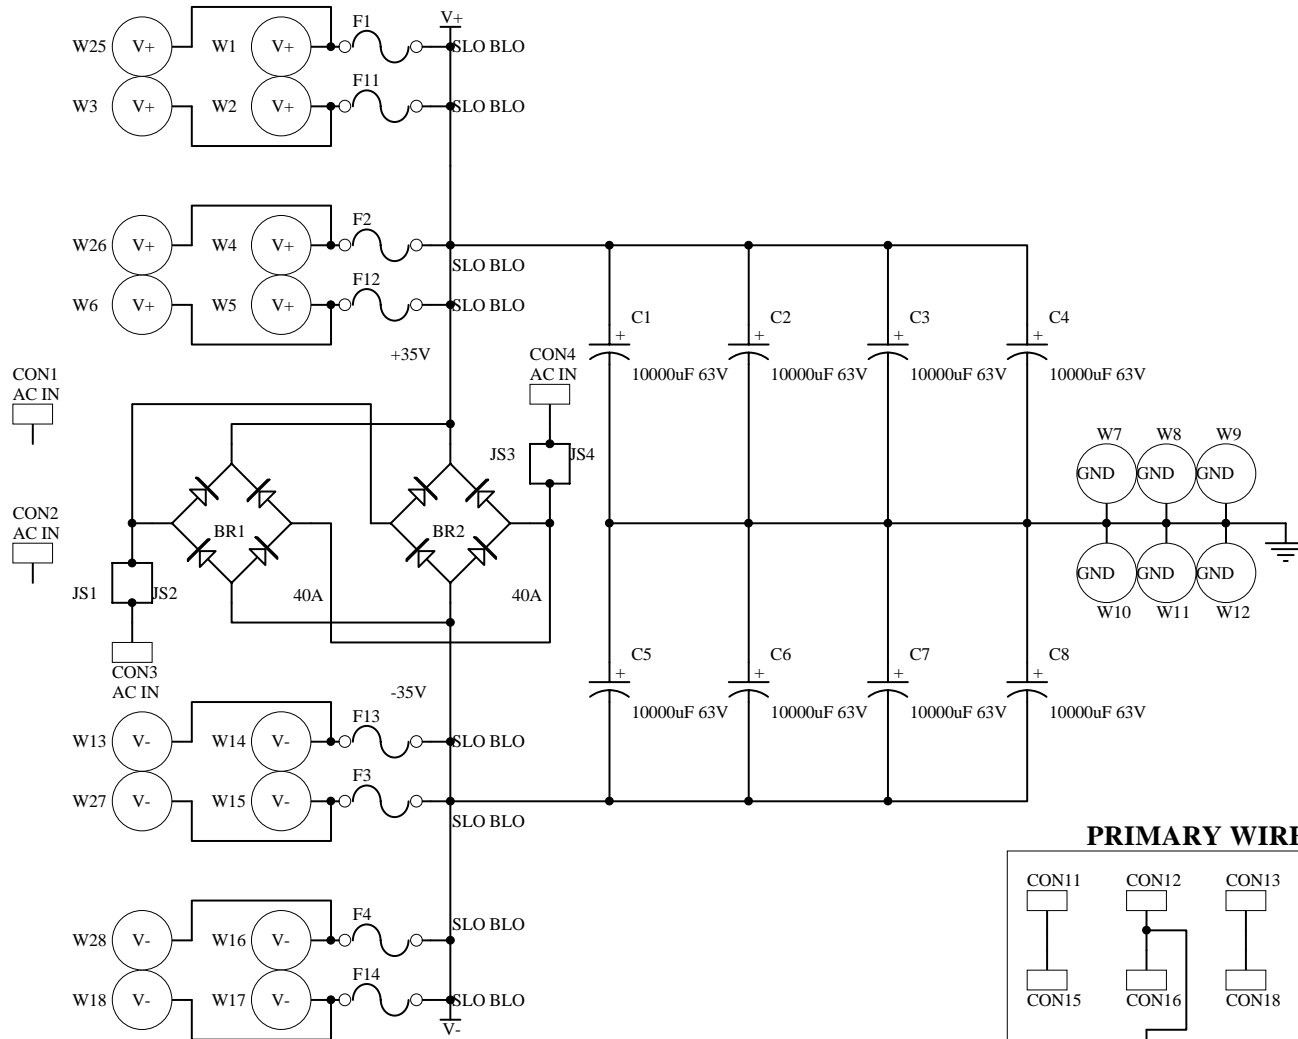 V+
F1
W25 V+ W1 V+ SLO BLO
F11
W3 V+ W2 V+ SLO BLO
F2
W26 V+ W4 V+
SLO BLO
F12
W6 V+ W5 V+ SLO BLO
C1 + 10000uF 63V
C2 + 10000uF 63V
C3 + 10000uF 63V
C4 + 10000uF 63V
+35V
CON4
AC IN
CON1
AC IN
JS3 JS4
W7 W8 W9
GND GND GND
CON2
AC IN
BR1
BR2
40A
40A
JS1 JS2
GND GND GND
W10 W11 W12
CON3
AC IN
C5 + 10000uF 63V
C6 + 10000uF 63V
C7 + 10000uF 63V
C8 + 10000uF 63V
-35V
F13
W13 V- W14 V- SLO BLO
F3
W27 V- W15 V-
SLO BLO
PRIMARY WIRE
CON11 CON12 CON13
F4
SLO BLO
W28 V- W16 V-
F14
W18 V- W17 V- SLO BLO
V-
CON15 CON16 CON18